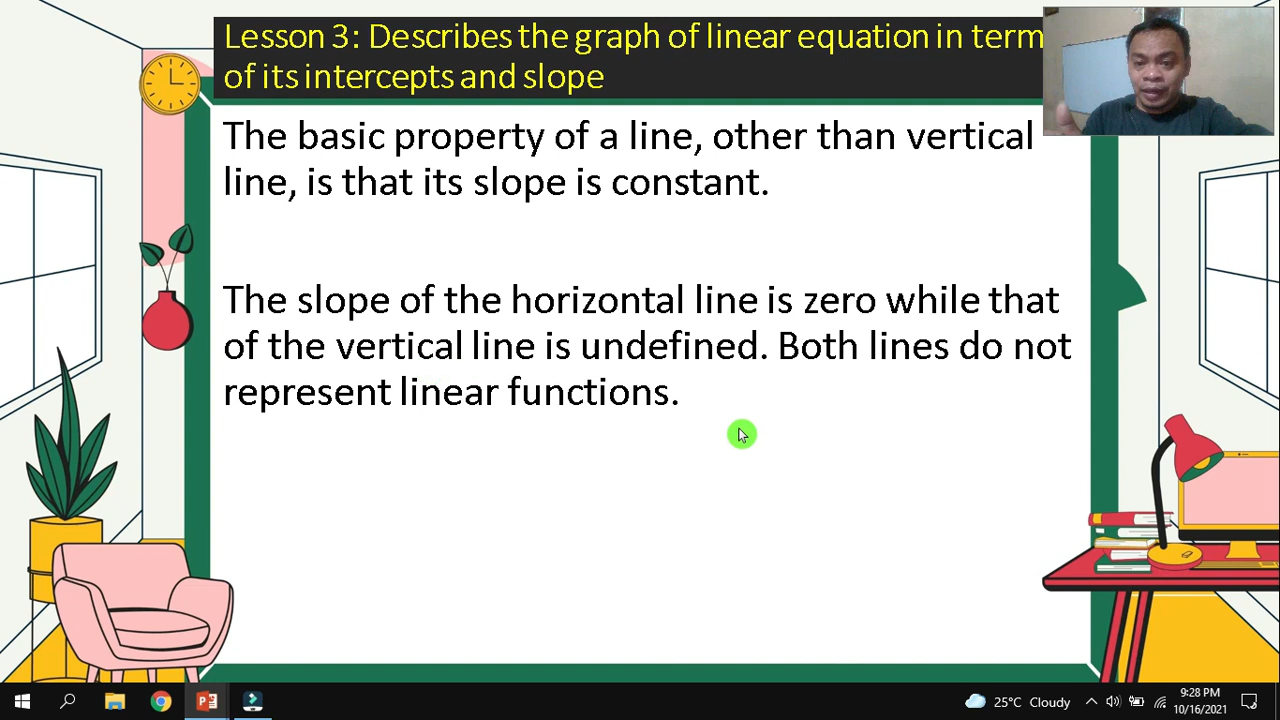 Lesson 3: Describes the graph of linear equation in term
of its intercepts and slope
The basic property of a line, other than vertical
line, is that its slope is constant.
The slope of the horizontal line is zero while that
of the vertical line is undefined. Both lines do not
represent linear functions.
25°C Cloudy
9:28 PM
10/16/2021